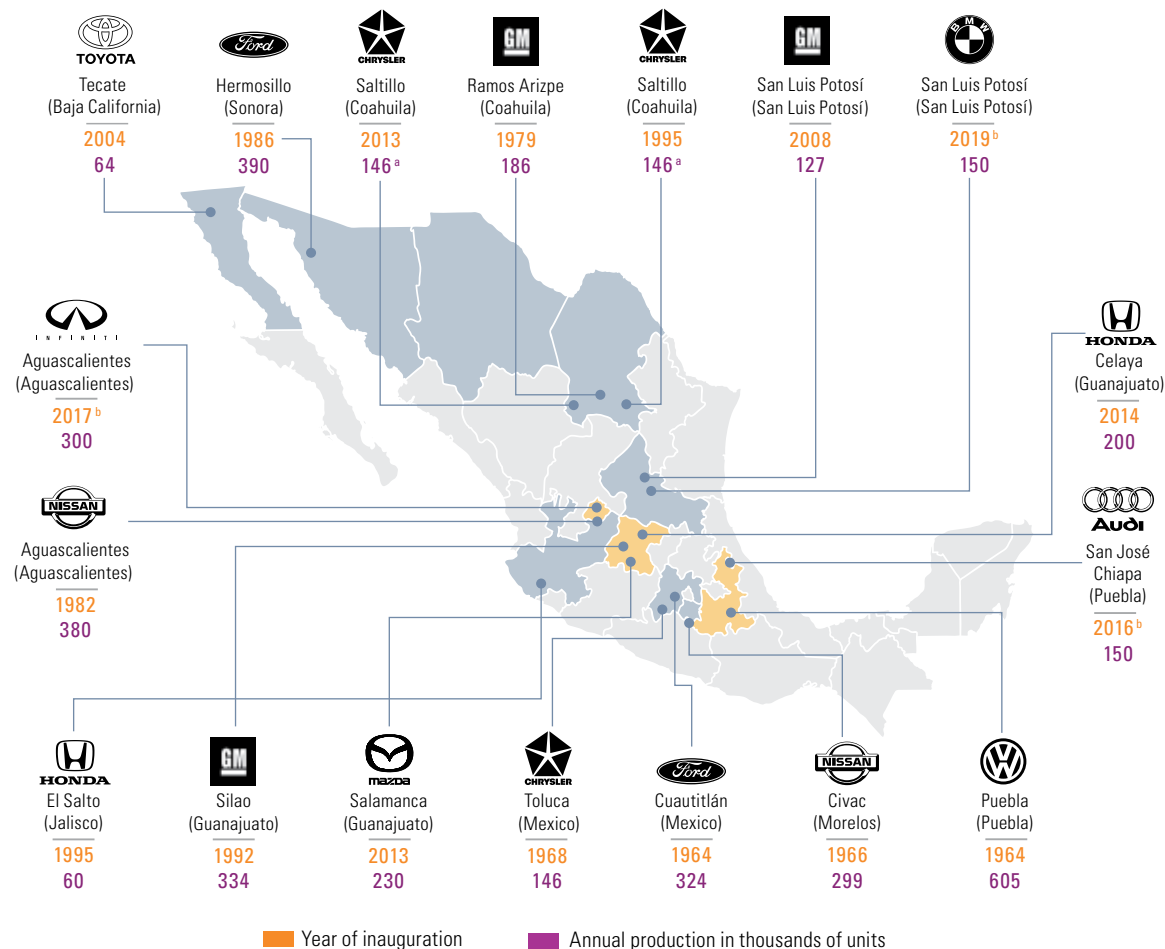 TOYOTA
Tecate
(Baja California)
2004
64
Ford
Hermosillo
(Sonora)
1986
390
CHRYSLER
Saltillo
(Coahuila)
2013
146 a
GM
Ramos Arizpe
(Coahuila)
1979
186
CHRYSLER
Saltillo
(Coahuila)
1995
146 a
GM
San Luis Potosí
(San Luis Potosí)
2008
127
BMW
San Luis Potosí
(San Luis Potosí)
2019 b
150
INFINITI
Aguascalientes
(Aguascalientes)
2017 b
300
HONDA
Celaya
(Guanajuato)
2014
200
NISSAN
Aguascalientes
(Aguascalientes)
1982
380
Audi
San José
Chiapa
(Puebla)
2016 b
150
HONDA
El Salto
(Jalisco)
1995
60
GM
Silao
(Guanajuato)
1992
334
mazda
Salamanca
(Guanajuato)
2013
230
CHRYSLER
Toluca
(Mexico)
1968
146
Ford
Cuautitlán
(Mexico)
1964
324
NISSAN
Civac
(Morelos)
1966
299
VW
Puebla
(Puebla)
1964
605
Year of inauguration
Annual production in thousands of units